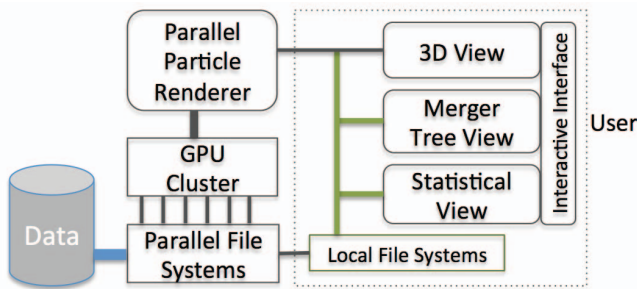 Parallel
Particle
Renderer
3D View
Merger
Tree View
Statistical
View
Interactive Interface
User
GPU
Cluster
Data
Parallel File
Systems
Local File Systems